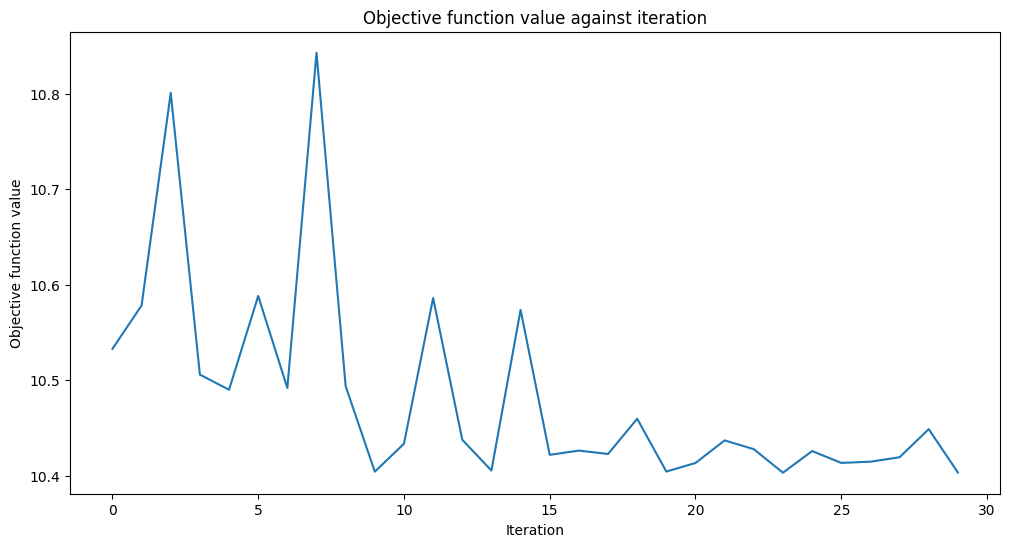 Objective function value against iteration
Objective function value
10.8
10.7
10.6
10.5
10.4
0 5 10 15 20 25 30
Iteration